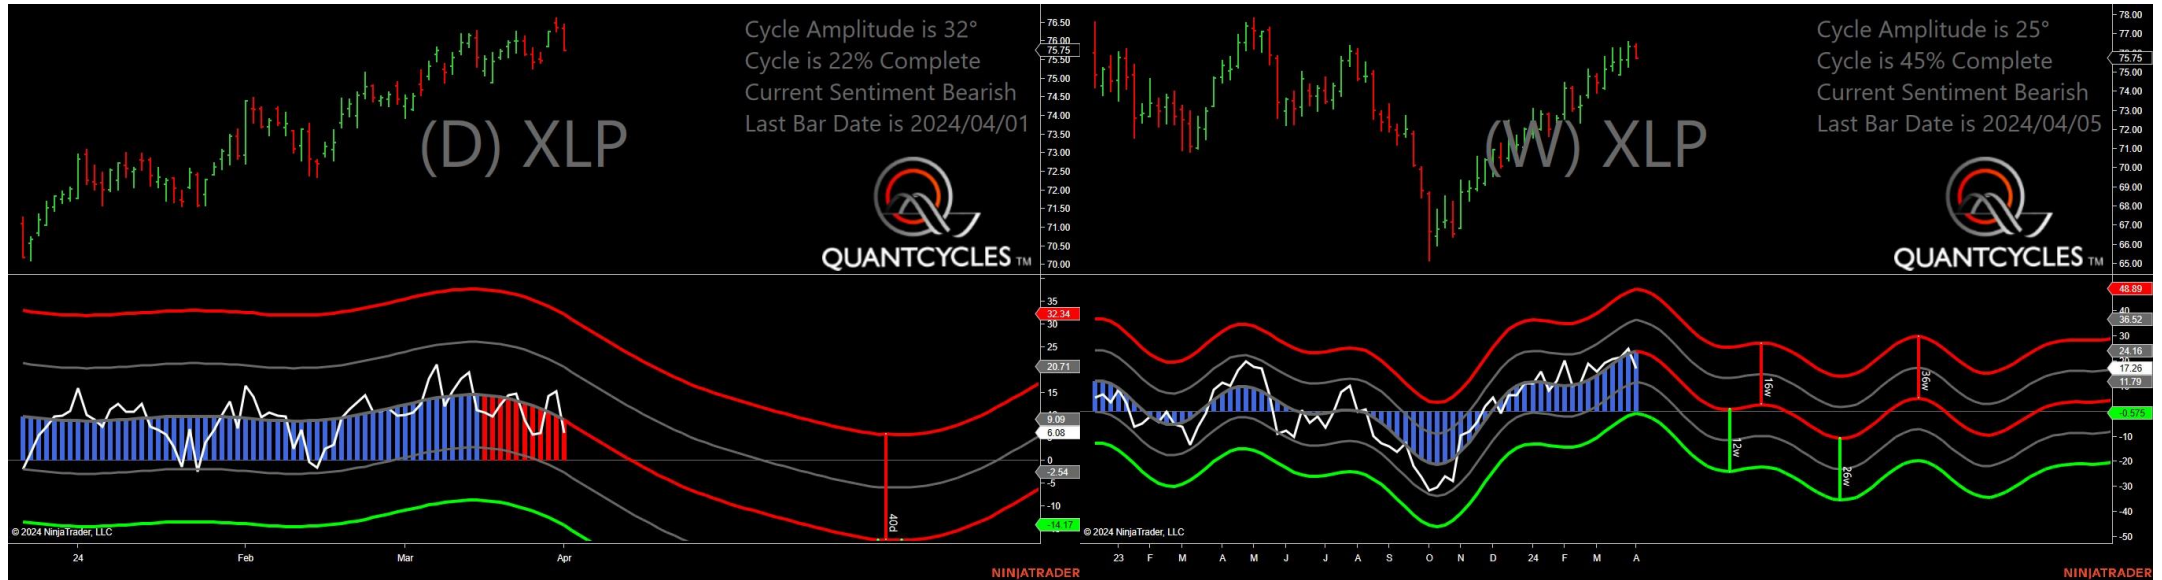 Cycle Amplitude is 32°
Cycle is 22% Complete
Current Sentiment Bearish
Last Bar Date is 2024/04/01
(D) XLP
QUANTCYCLES TM
76.50
76.00
75.75
75.50
75.00
74.50
74.00
73.50
73.00
72.50
72.00
71.50
71.00
70.50
70.00
35
32.34
30
25
20.71
15
9.09
6.08
0
-2.54
-5
-10
-14.17
40d
© 2024 NinjaTrader, LLC
24 Feb Mar Apr
NINJATRADER
Cycle Amplitude is 25°
Cycle is 45% Complete
Current Sentiment Bearish
Last Bar Date is 2024/04/05
(W) XLP
QUANTCYCLES TM
78.00
77.00
75.75
75.00
74.00
73.00
72.00
71.00
70.00
69.00
68.00
67.00
66.00
65.00
48.89
40
36.52
30
24.16
17.26
11.79
-0.575
-10
-20
-30
-40
-50
16w
36w
12w
26w
© 2024 NinjaTrader, LLC
23 F M A M J J A S O N D 24 F M A
NINJATRADER